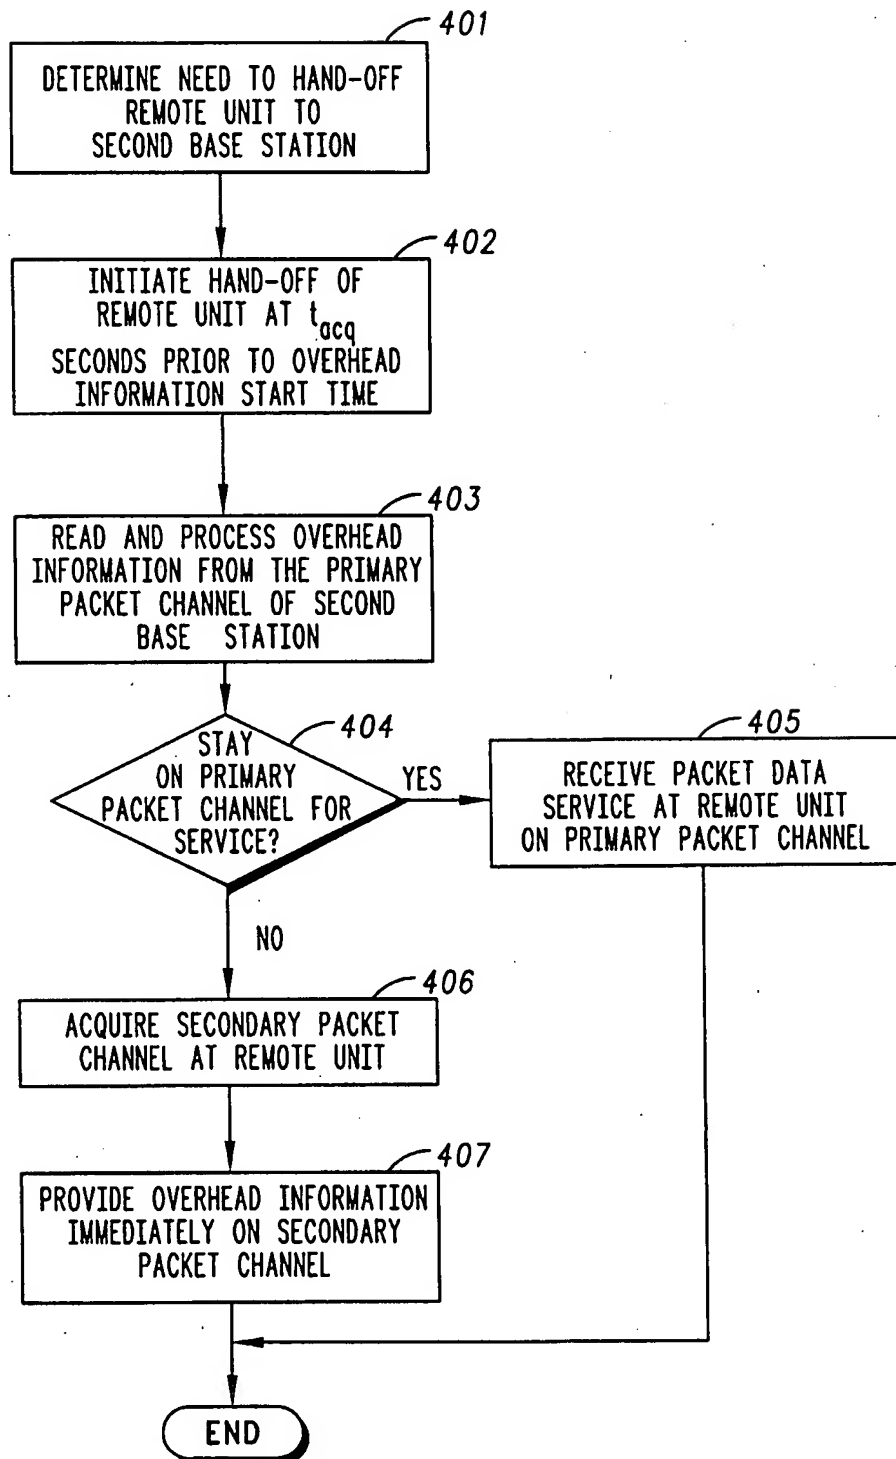 401
DETERMINE NEED TO HAND-OFF
REMOTE UNIT TO
SECOND BASE STATION
402
INITIATE HAND-OFF OF
REMOTE UNIT AT tacq
SECONDS PRIOR TO OVERHEAD
INFORMATION START TIME
403
READ AND PROCESS OVERHEAD
INFORMATION FROM THE PRIMARY
PACKET CHANNEL OF SECOND
BASE STATION
404
STAY
ON PRIMARY
PACKET CHANNEL FOR
SERVICE?
YES
405
RECEIVE PACKET DATA
SERVICE AT REMOTE UNIT
ON PRIMARY PACKET CHANNEL
NO
406
ACQUIRE SECONDARY PACKET
CHANNEL AT REMOTE UNIT
407
PROVIDE OVERHEAD INFORMATION
IMMEDIATELY ON SECONDARY
PACKET CHANNEL
END